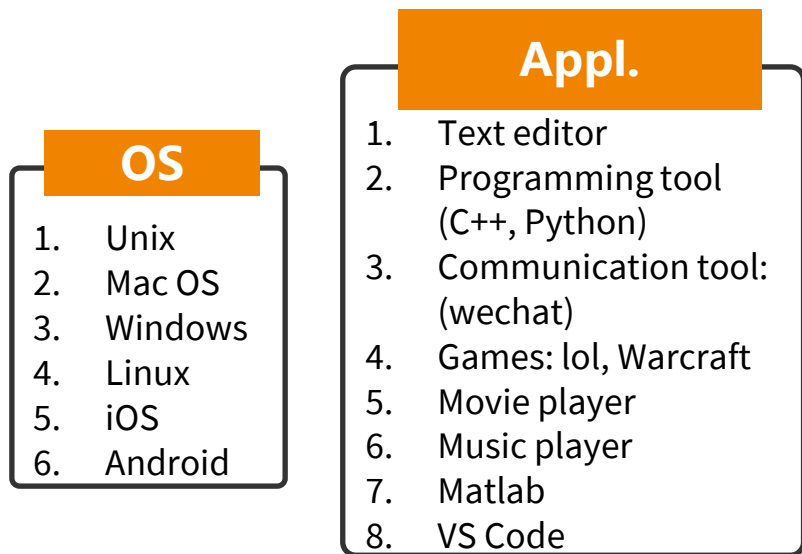 OS
1. Unix
2. Mac OS
3. Windows
4. Linux
5. iOS
6. Android
Appl.
1. Text editor
2. Programming tool
(C++, Python)
3. Communication tool:
(wechat)
4. Games: lol, Warcraft
5. Movie player
6. Music player
7. Matlab
8. VS Code